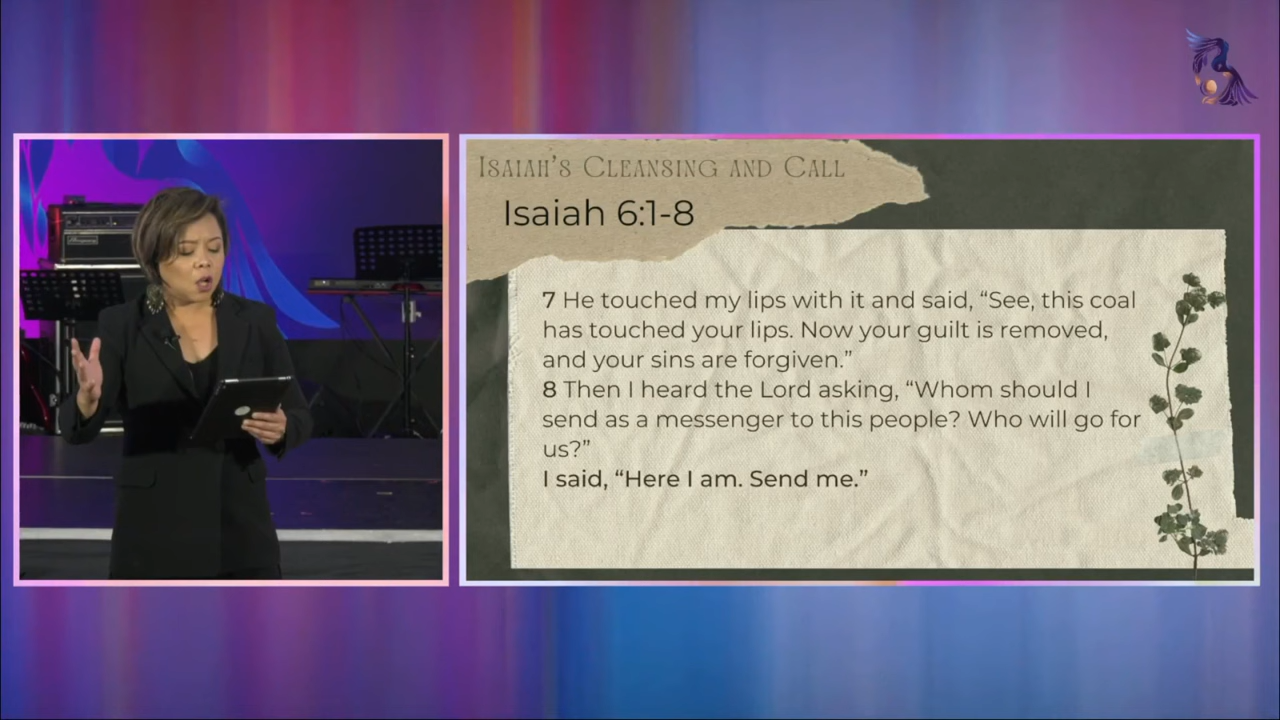 Isaiah's Cleansing and Call
Isaiah 6:1-8
7 He touched my lips with it and said, “See, this coal
has touched your lips. Now your guilt is removed,
and your sins are forgiven.”
8 Then I heard the Lord asking, “Whom should I
send as a messenger to this people? Who will go for
us?”
I said, “Here I am. Send me.”